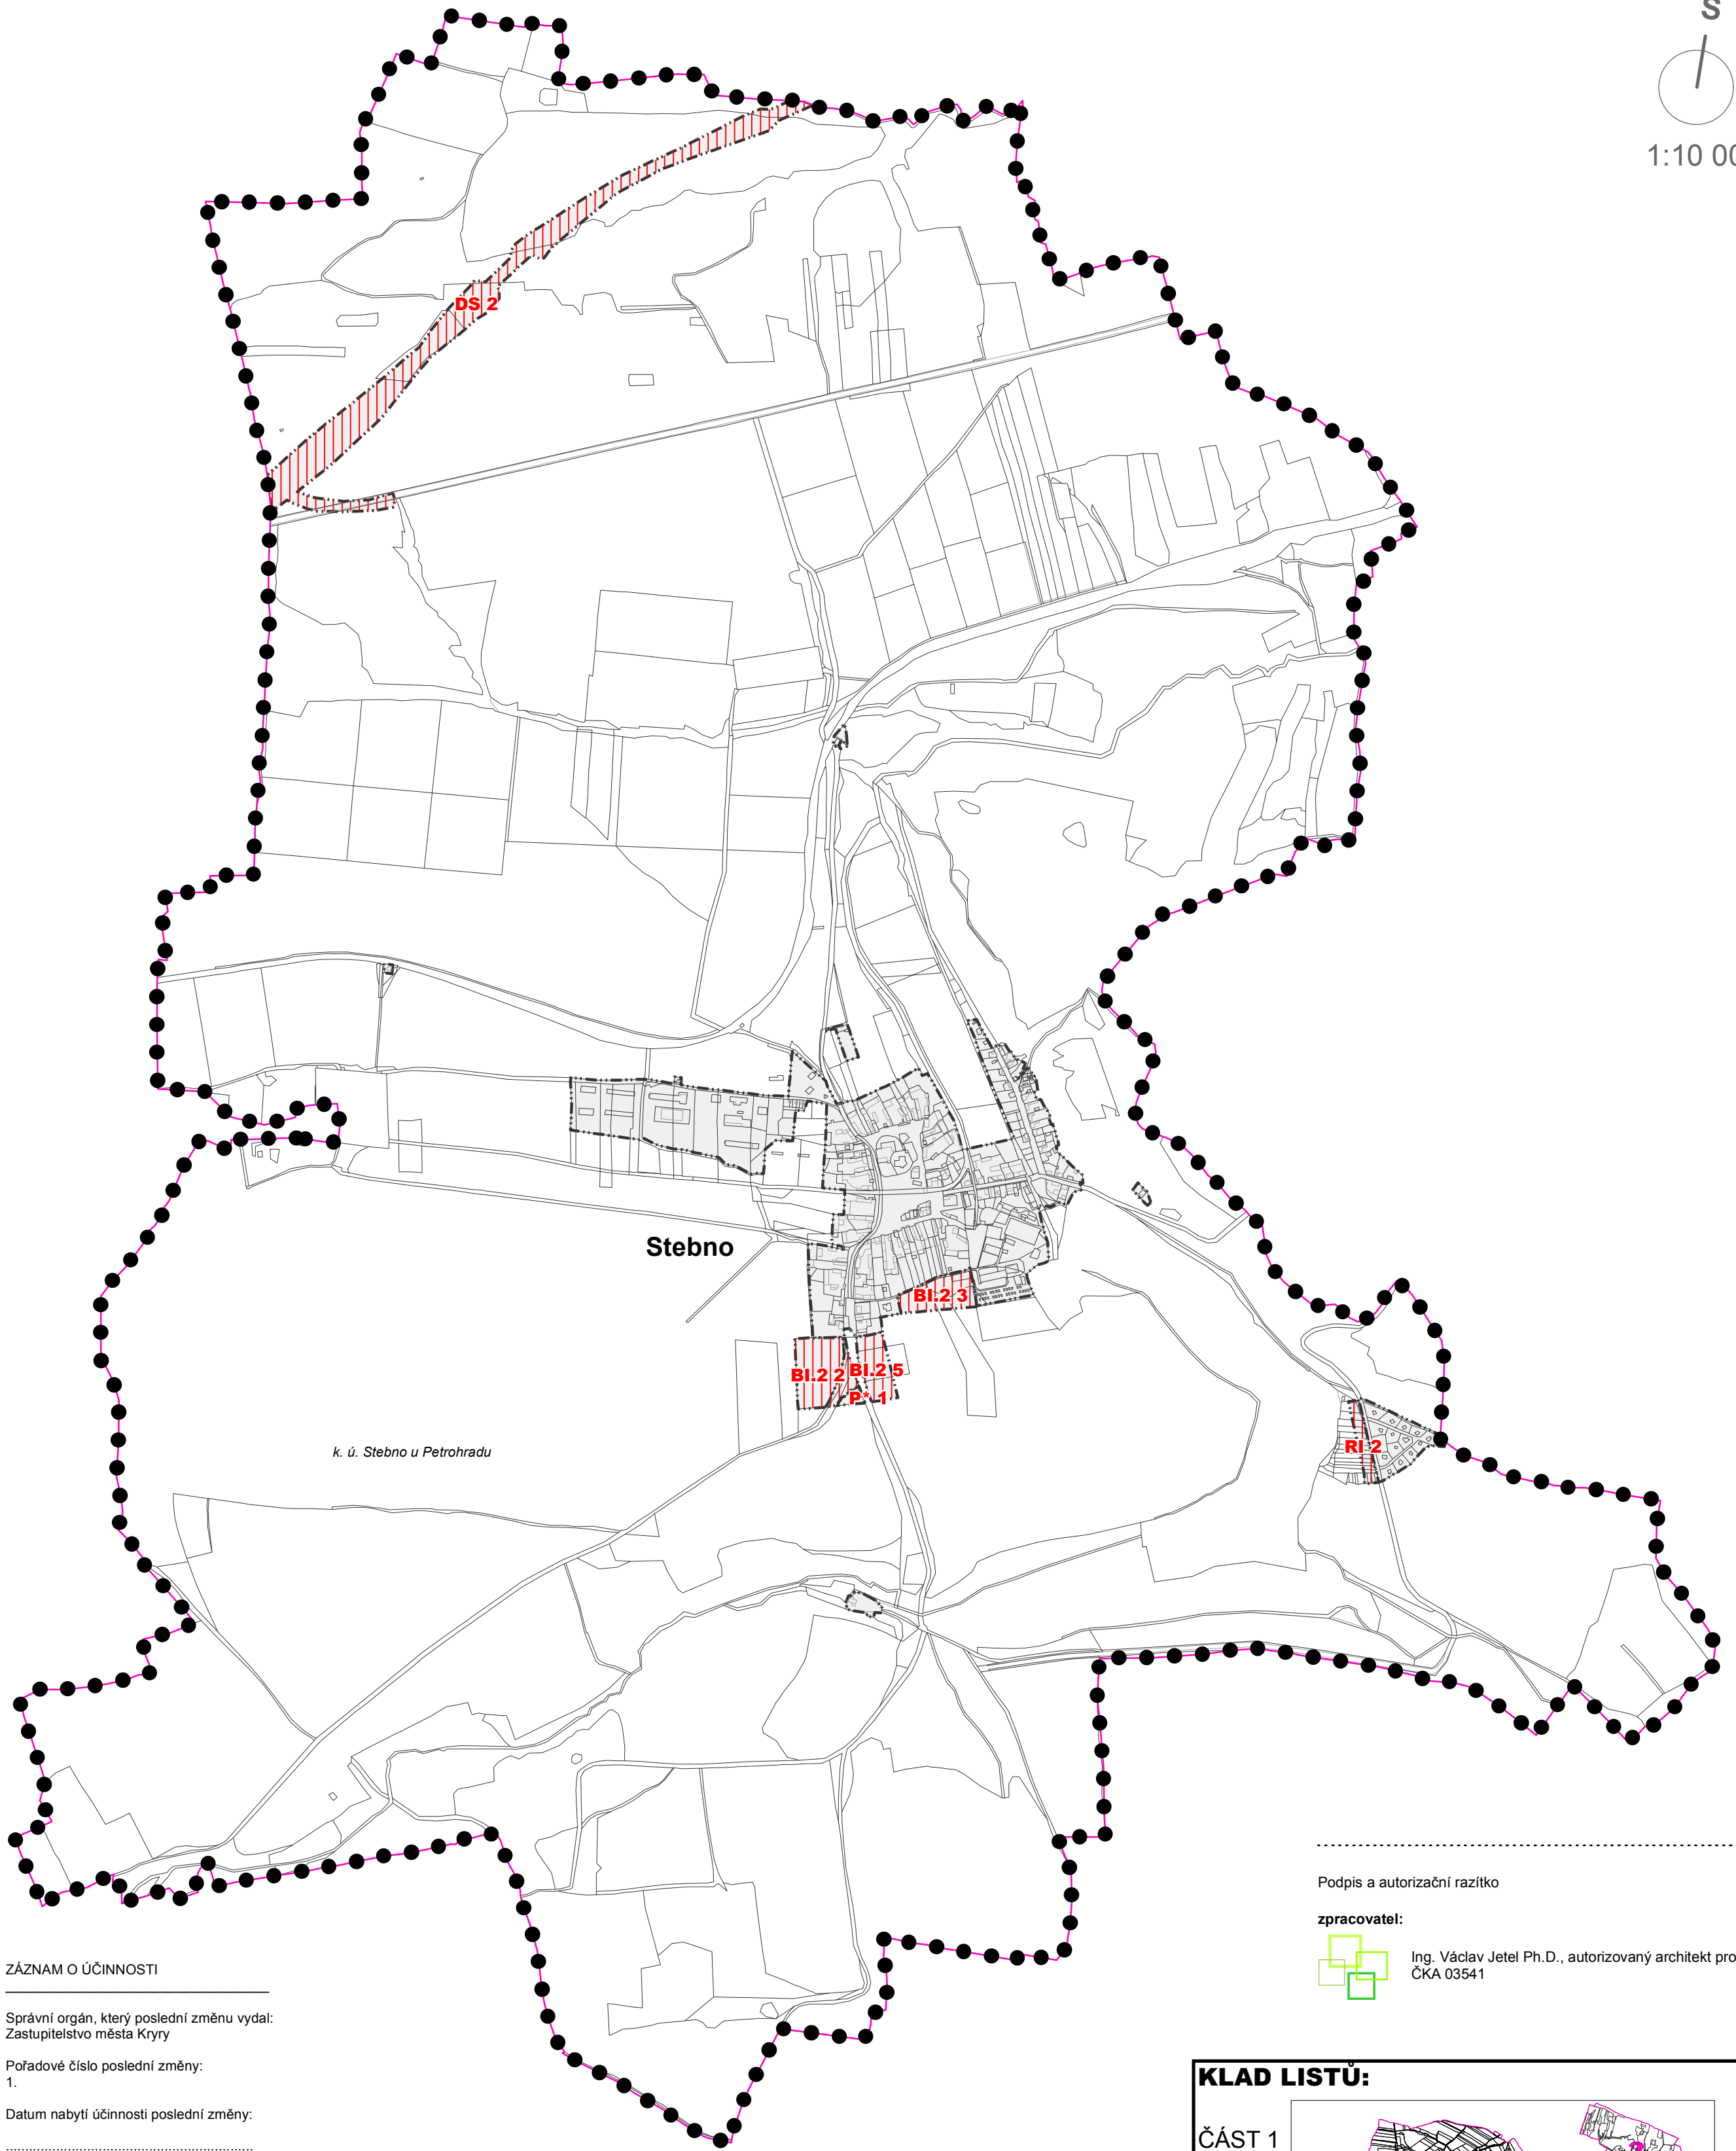 S
1:10 00
DS 2
Stebno
BI.2 3
BI.2 2
BI.2 5
P* 1
RI 2
k. ú. Stebno u Petrohradu
Podpis a autorizační razítko
zpracovatel:
Ing. Václav Jetel Ph.D., autorizovaný architekt pro
ČKA 03541
ZÁZNAM O ÚČINNOSTI
Správní orgán, který poslední změnu vydal:
Zastupitelstvo města Kryry
Pořadové číslo poslední změny:
1.
Datum nabytí účinnosti poslední změny:
KLAD LISTŮ:
ČÁST 1